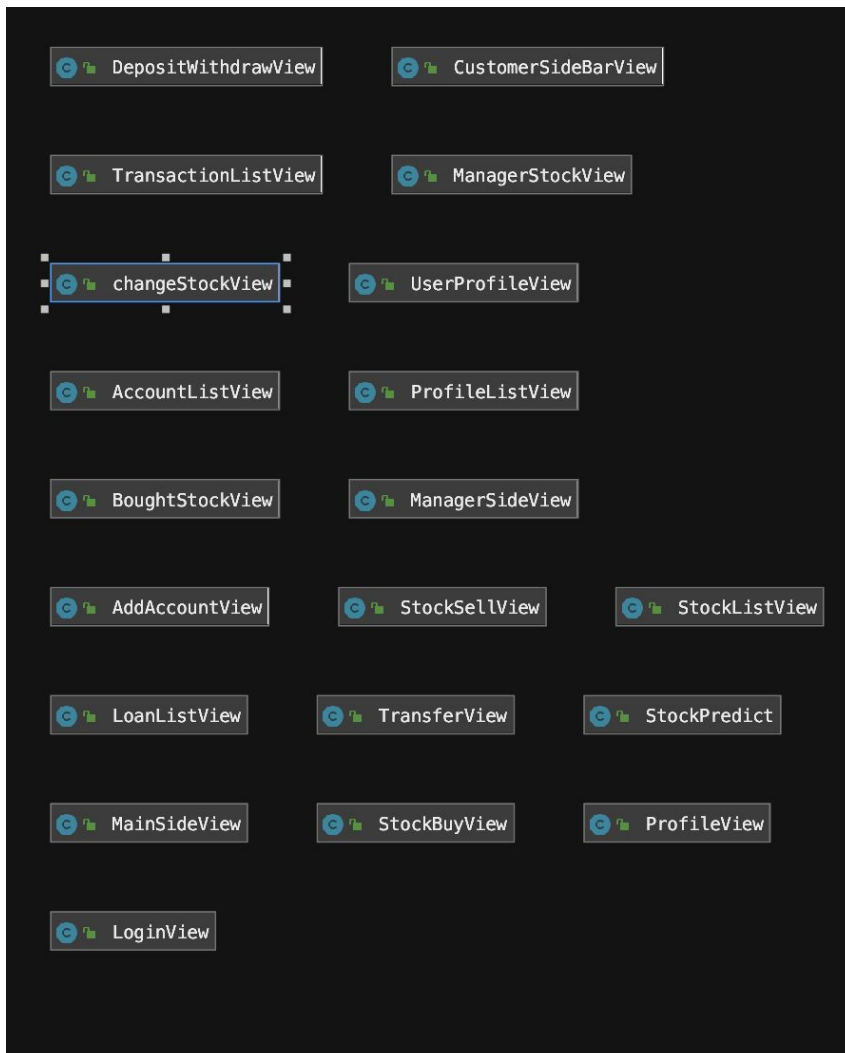 DepositWithdrawView CustomerSideBarView
TransactionListView ManagerStockView
changeStockView UserProfileView
AccountListView ProfileListView
BoughtStockView ManagerSideView
AddAccountView StockSellView StockListView
LoanListView TransferView StockPredict
MainSideView StockBuyView ProfileView
LoginView